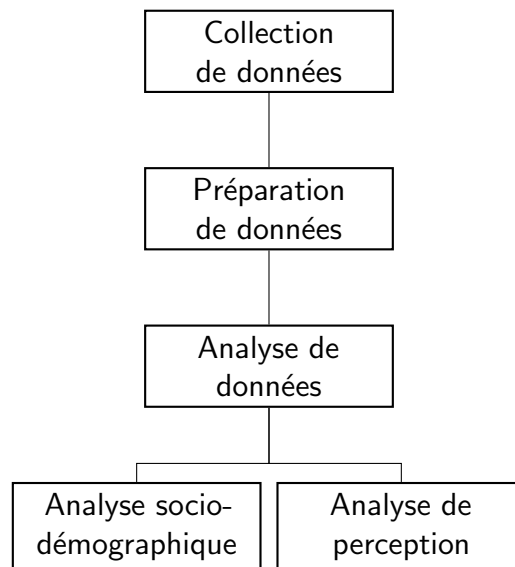 Collection
de données
Préparation
de données
Analyse de
données
Analyse socio-
démographique
Analyse de
perception